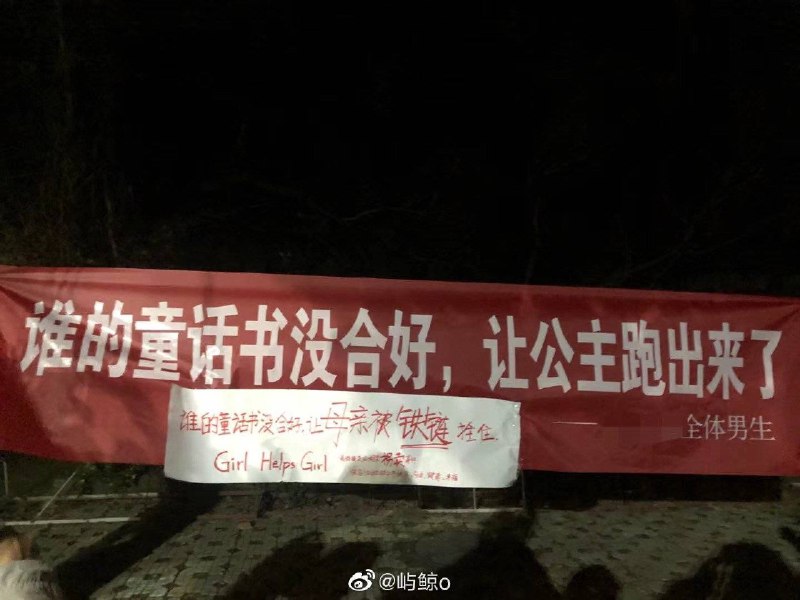 谁的童话书没合好，让公主跑出来了
全体男生
谁的童话书没合好,让母亲被铁链拴住.
Girl Helps Girl
@屿鲸o